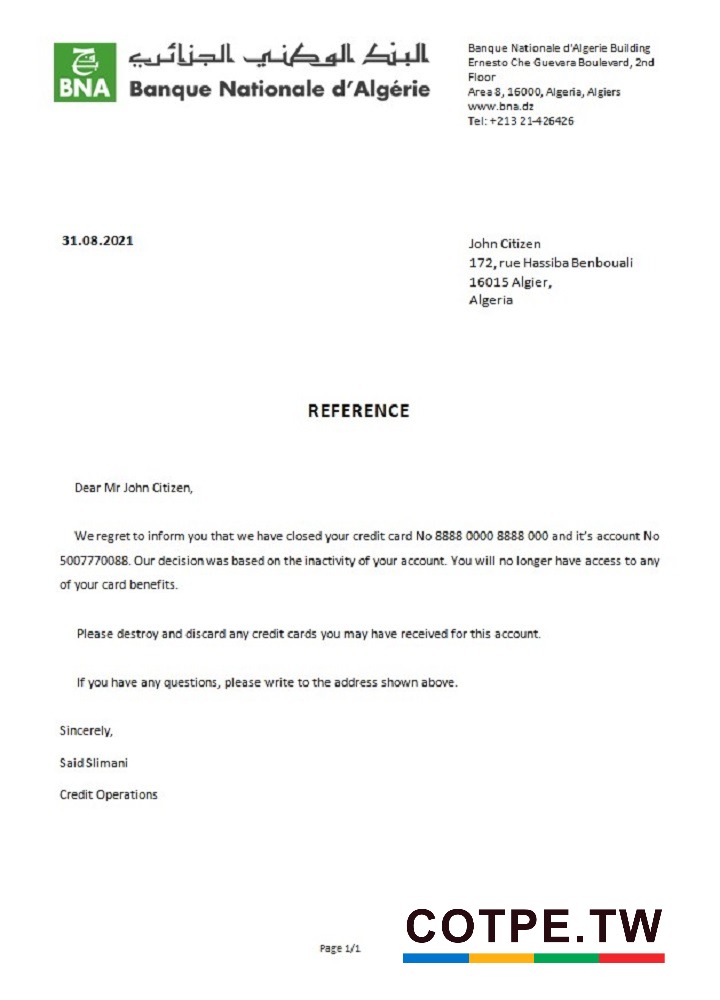 البنك الوطني الجزائري
BNA
Banque Nationale d'Algérie
Banque Nationale d'Algerie Building
Ernesto Che Guevara Boulevard, 2nd
Floor
Area 8, 16000, Algeria, Algiers
www.bna.dz
Tel: +213 21-426426
31.08.2021
John Citizen
172, rue Hassiba Benbouali
16015 Algier,
Algeria
REFERENCE
Dear Mr John Citizen,
We regret to inform you that we have closed your credit card No 8888 0000 8888 000 and it's account No
5007770088. Our decision was based on the inactivity of your account. You will no longer have access to any
of your card benefits.
Please destroy and discard any credit cards you may have received for this account.
If you have any questions, please write to the address shown above.
Sincerely,
Said Slimani
Credit Operations
Page 1/1
COTPE.TW